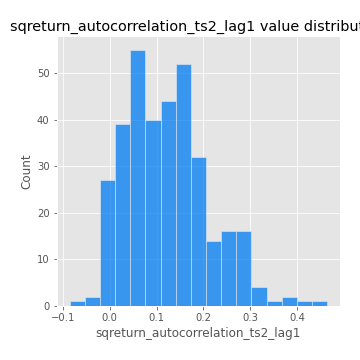 sqreturn_autocorrelation_ts2_lag1 value distribut
50
40
30
20
10
0
Count
−0.1 0.0 0.1 0.2 0.3 0.4
sqreturn_autocorrelation_ts2_lag1